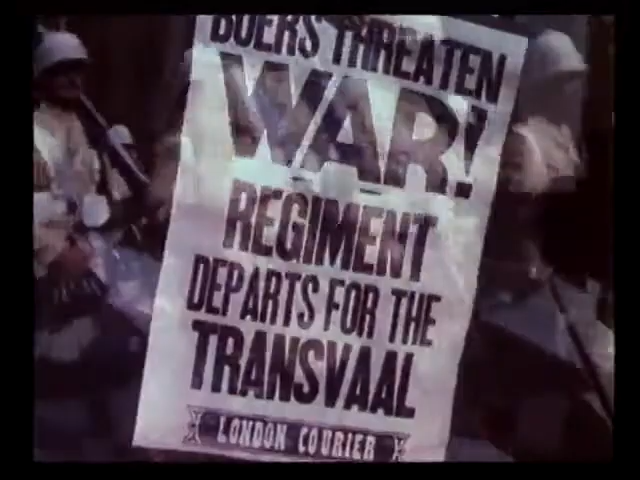 BOERS THREATEN
WAR!
REGIMENT
DEPARTS FOR THE
TRANSVAAL
LONDON COURIER